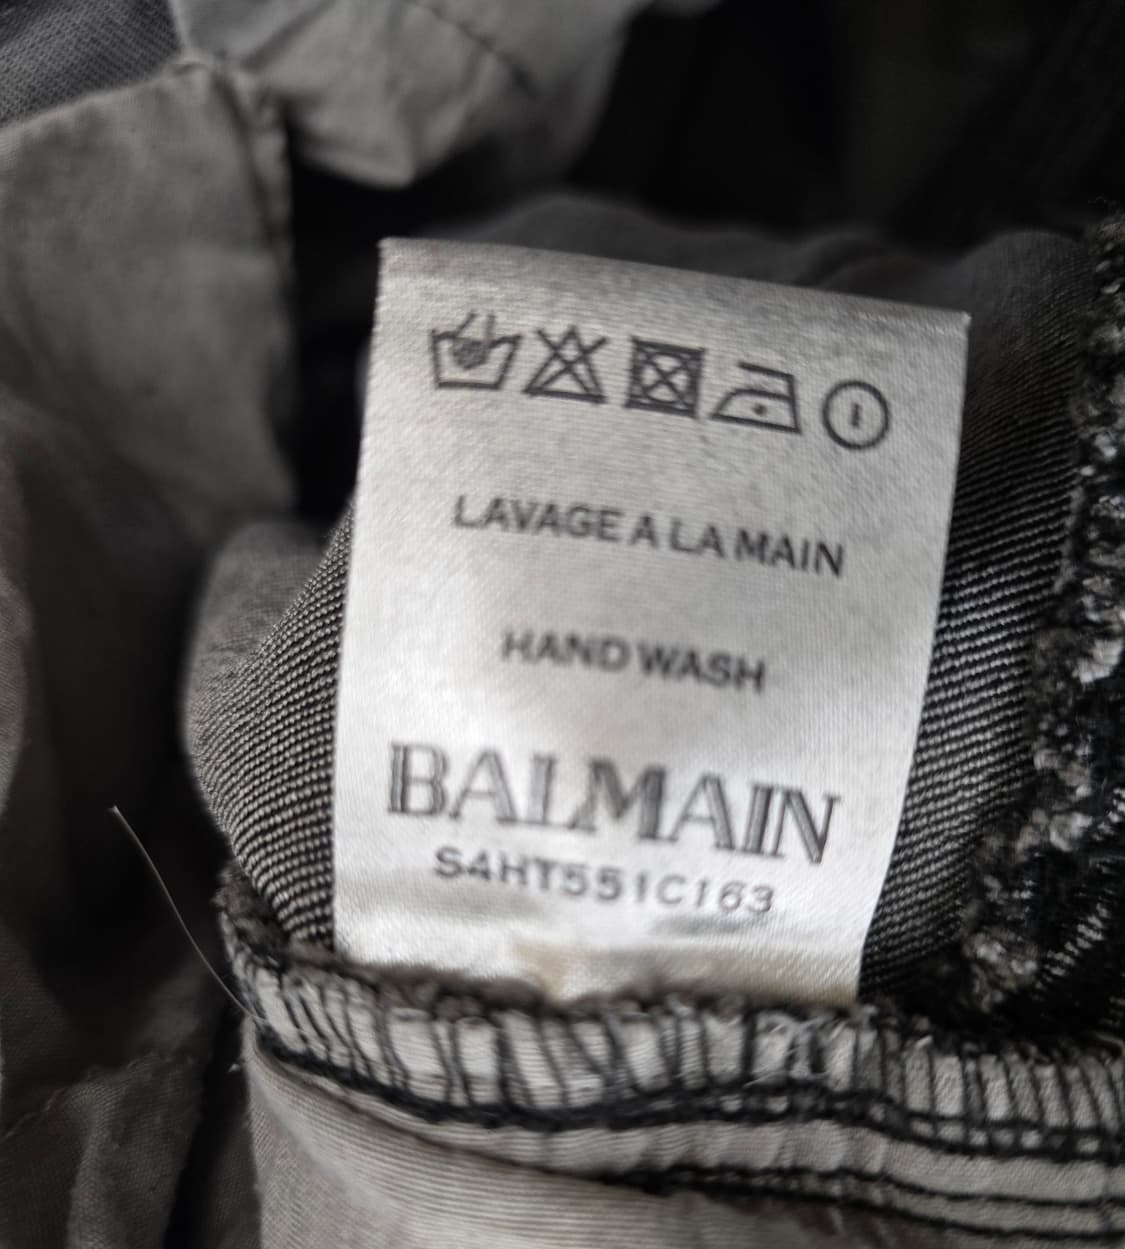 LAVAGE A LA MAIN
HAND WASH
BALMAIN
S4HT551C163